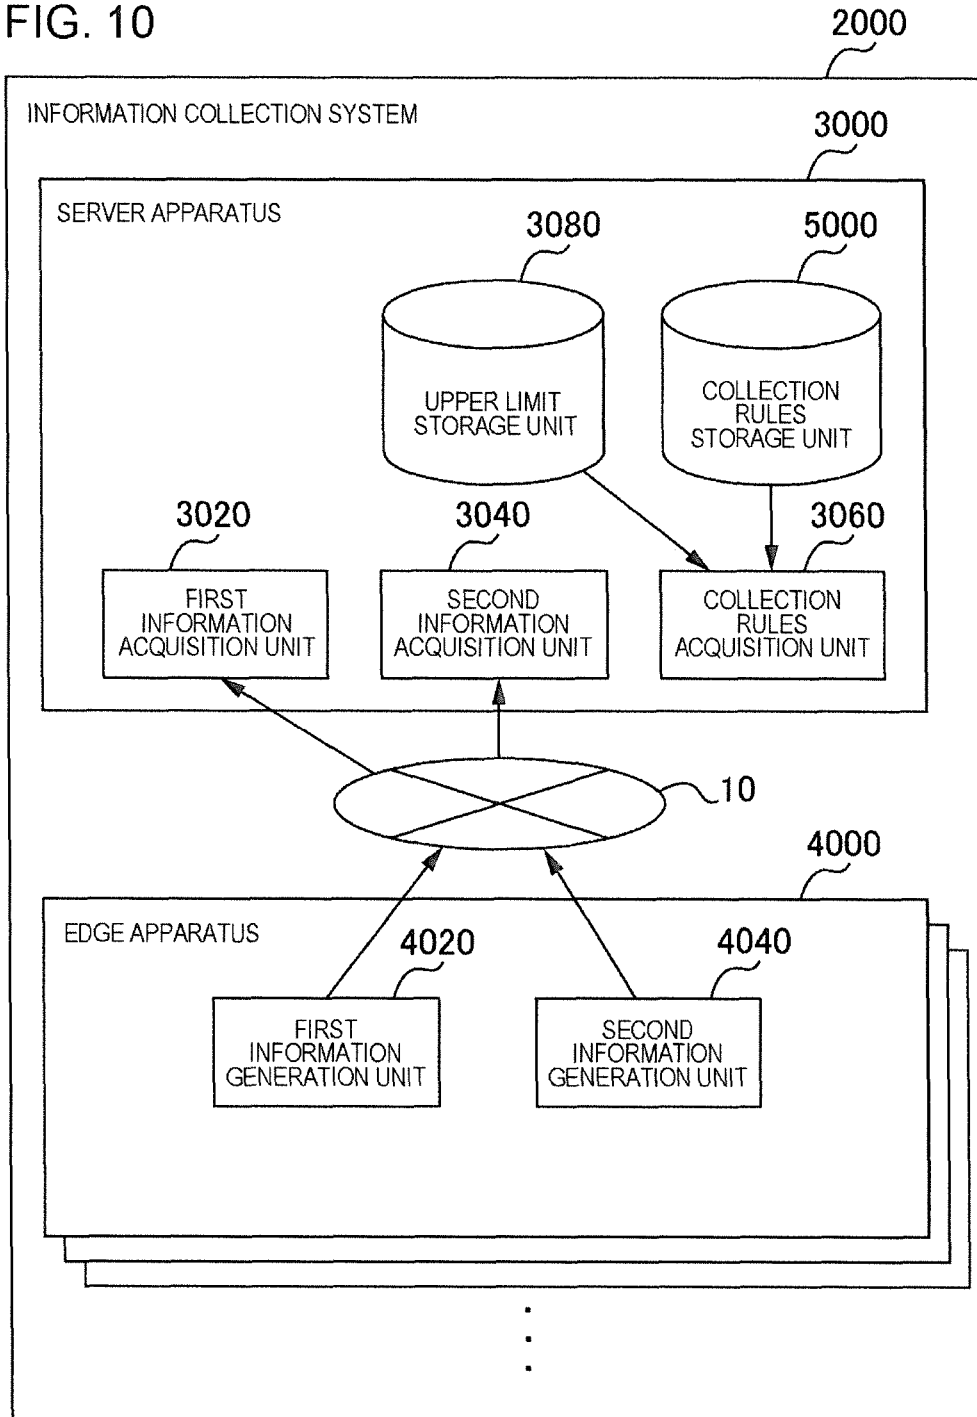 FIG. 10
2000
INFORMATION COLLECTION SYSTEM
3000
SERVER APPARATUS
3080
5000
UPPER LIMIT
STORAGE UNIT
COLLECTION
RULES
STORAGE UNIT
3020
3040
3060
FIRST
INFORMATION
ACQUISITION UNIT
SECOND
INFORMATION
ACQUISITION UNIT
COLLECTION
RULES
ACQUISITION UNIT
10
4000
EDGE APPARATUS
4020
4040
FIRST
INFORMATION
GENERATION UNIT
SECOND
INFORMATION
GENERATION UNIT